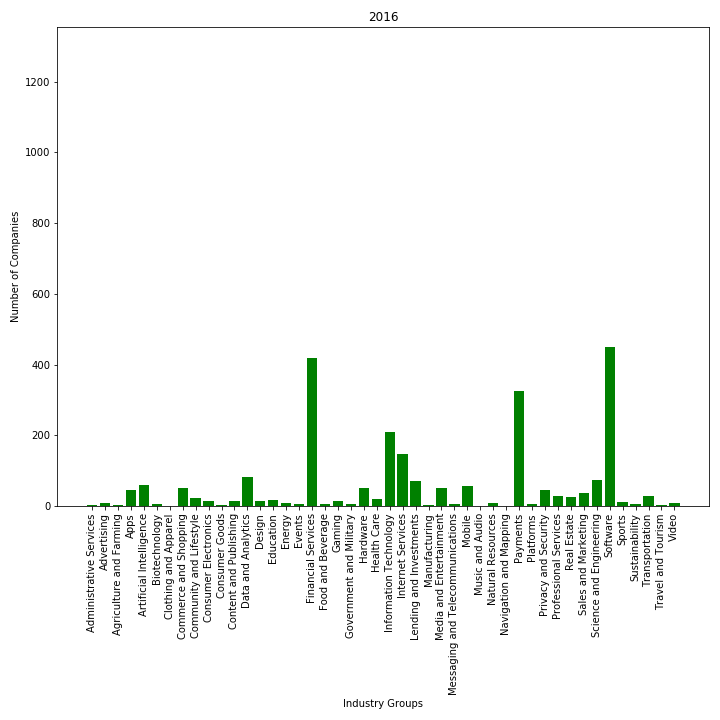 2016
1200
1000
800
600
400
200
0
Number of Companies
Administrative Services
Advertising
Agriculture and Farming
Apps
Artificial Intelligence
Biotechnology
Clothing and Apparel
Commerce and Shopping
Community and Lifestyle
Consumer Electronics
Consumer Goods
Content and Publishing
Data and Analytics
Design
Education
Energy
Events
Financial Services
Food and Beverage
Gaming
Government and Military
Hardware
Health Care
Information Technology
Internet Services
Lending and Investments
Manufacturing
Media and Entertainment
Messaging and Telecommunications
Mobile
Music and Audio
Natural Resources
Navigation and Mapping
Payments
Platforms
Privacy and Security
Professional Services
Real Estate
Sales and Marketing
Science and Engineering
Software
Sports
Sustainability
Transportation
Travel and Tourism
Video
Industry Groups